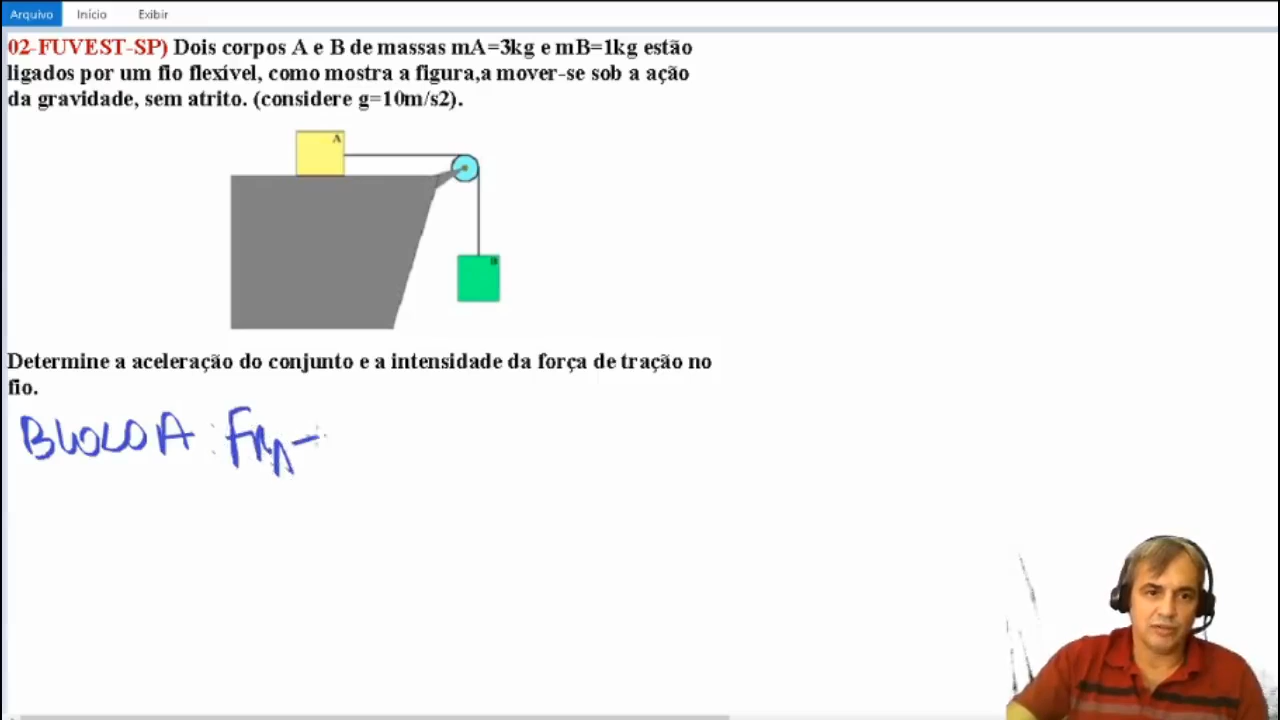 Arquivo Início Exibir
02-FUVEST-SP) Dois corpos A e B de massas mA=3kg e mB=1kg estão
ligados por um fio flexível, como mostra a figura,a mover-se sob a ação
da gravidade, sem atrito. (considere g=10m/s2).
A
B
Determine a aceleração do conjunto e a intensidade da força de tração no
fio.
BLOCO A : FRA